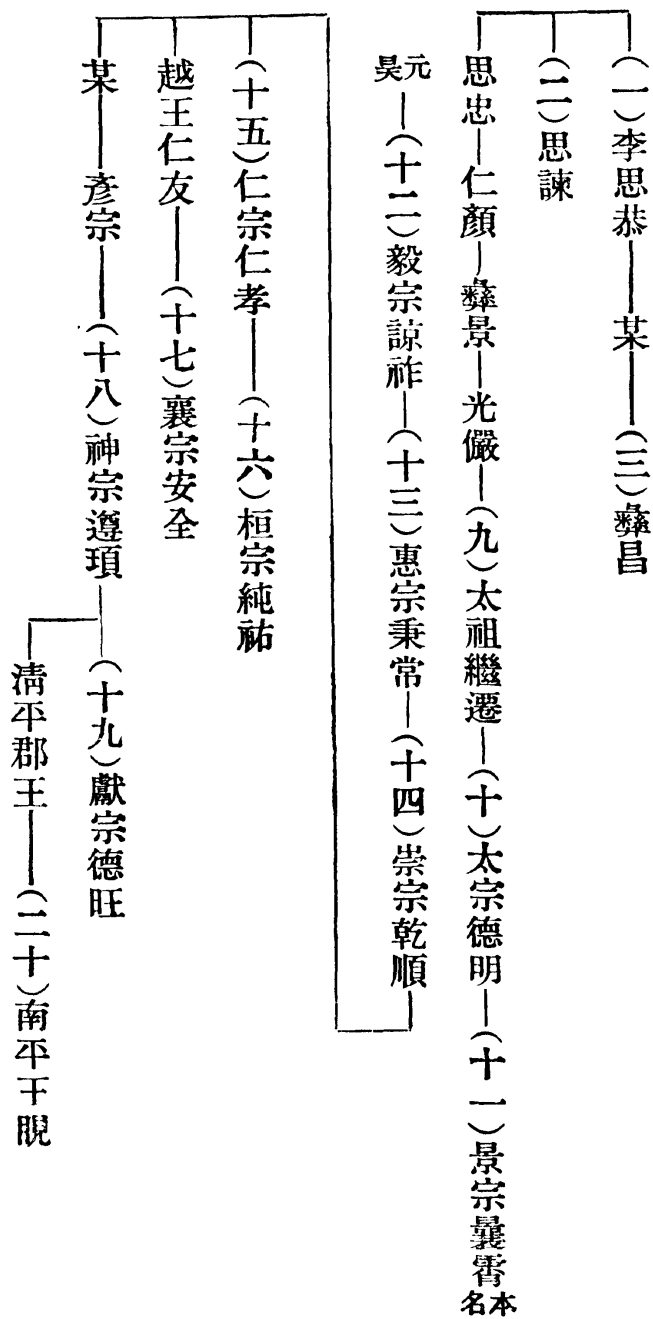 （一）李思恭——某——（三）彝昌
（二）思諫
思忠—仁顏—彝景—光儼—（九）太祖繼遷—（十）太宗德明—（十一）景宗曩霄本名
元昊—（十二）毅宗諒祚—（十三）惠宗秉常—（十四）崇宗乾順
（十五）仁宗仁孝——（十六）桓宗純祐
越王仁友——（十七）襄宗安全
某——彥宗——（十八）神宗遵頊—（十九）獻宗德旺
清平郡王——（二十）南平王睍